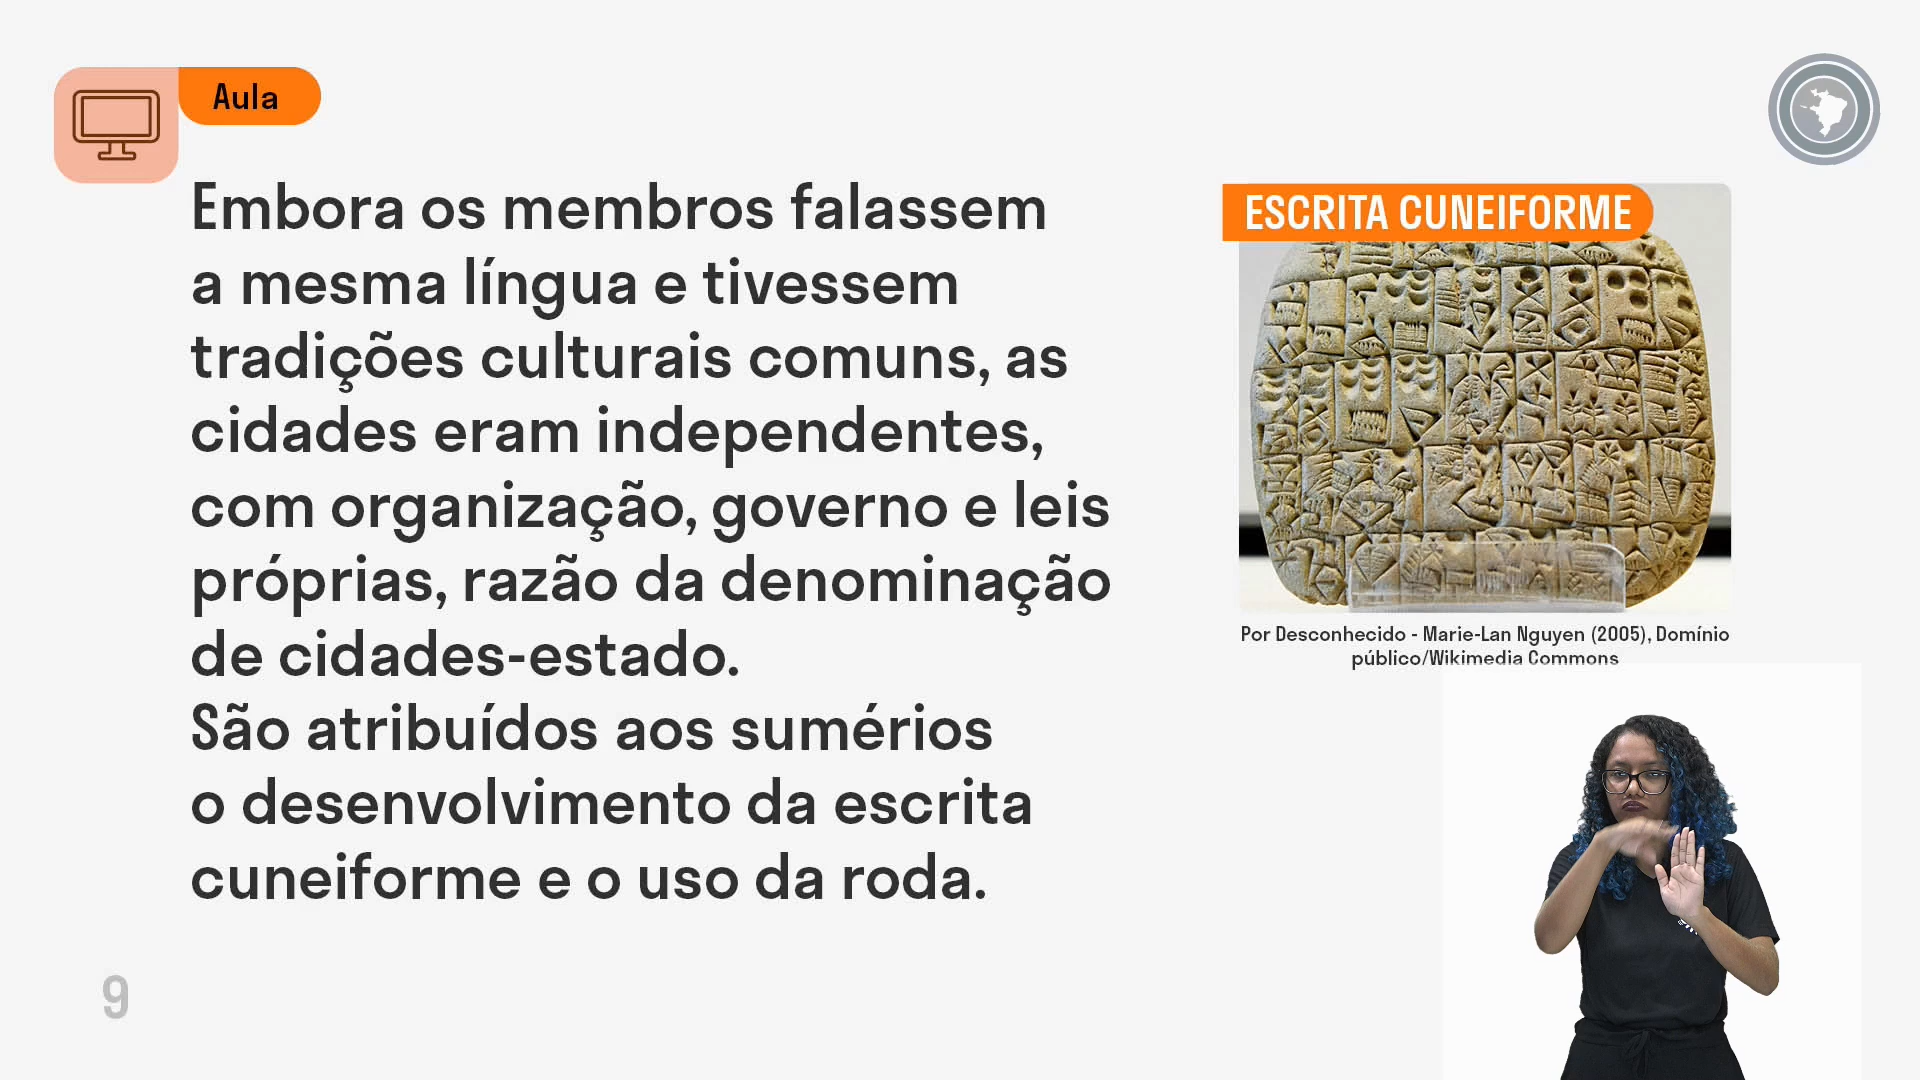 Aula
Embora os membros falassem
a mesma língua e tivessem
tradições culturais comuns, as
cidades eram independentes,
com organização, governo e leis
próprias, razão da denominação
de cidades-estado.
São atribuídos aos sumérios
o desenvolvimento da escrita
cuneiforme e o uso da roda.
ESCRITA CUNEIFORME
Por Desconhecido - Marie-Lan Nguyen (2005), Domínio
público/Wikimedia Commons
9